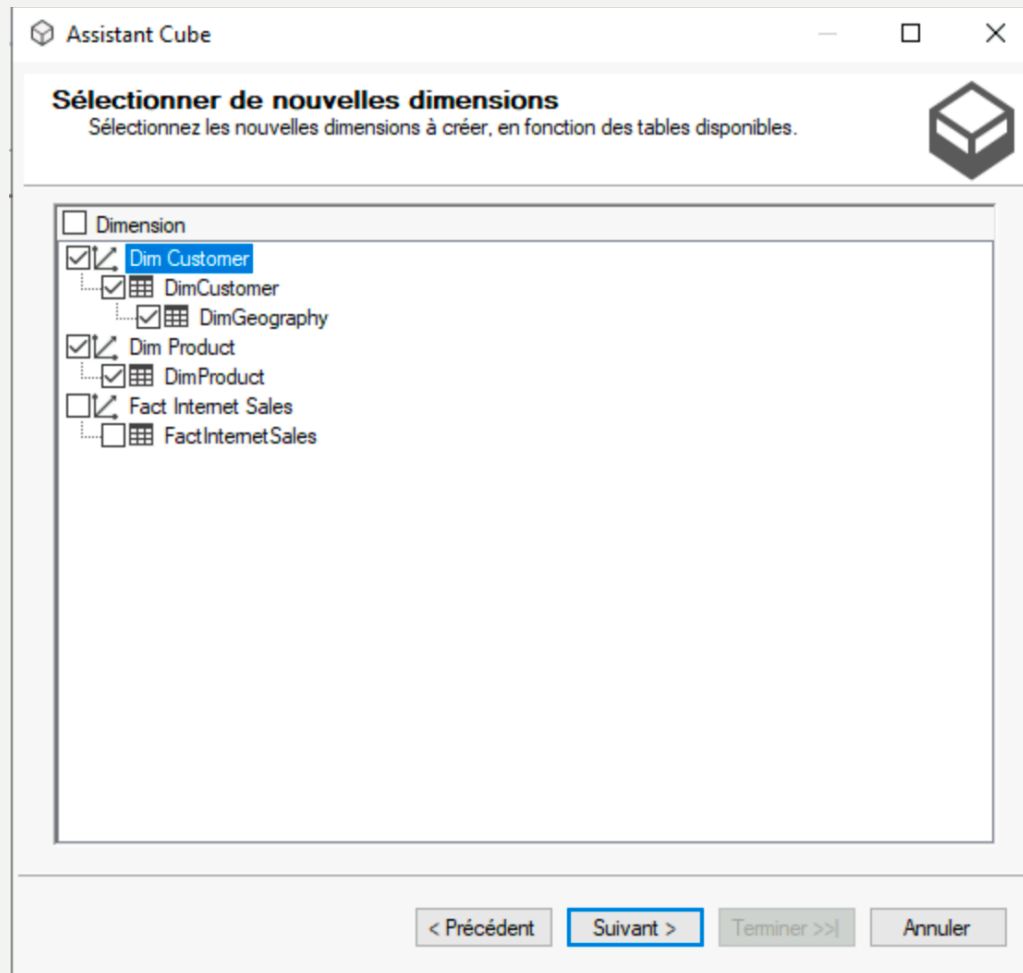 Assistant Cube
Sélectionner de nouvelles dimensions
Sélectionnez les nouvelles dimensions à créer, en fonction des tables disponibles.
Dimension
Dim Customer
DimCustomer
DimGeography
Dim Product
DimProduct
Fact Internet Sales
FactInternetSales
< Précédent Suivant > Terminer >>| Annuler